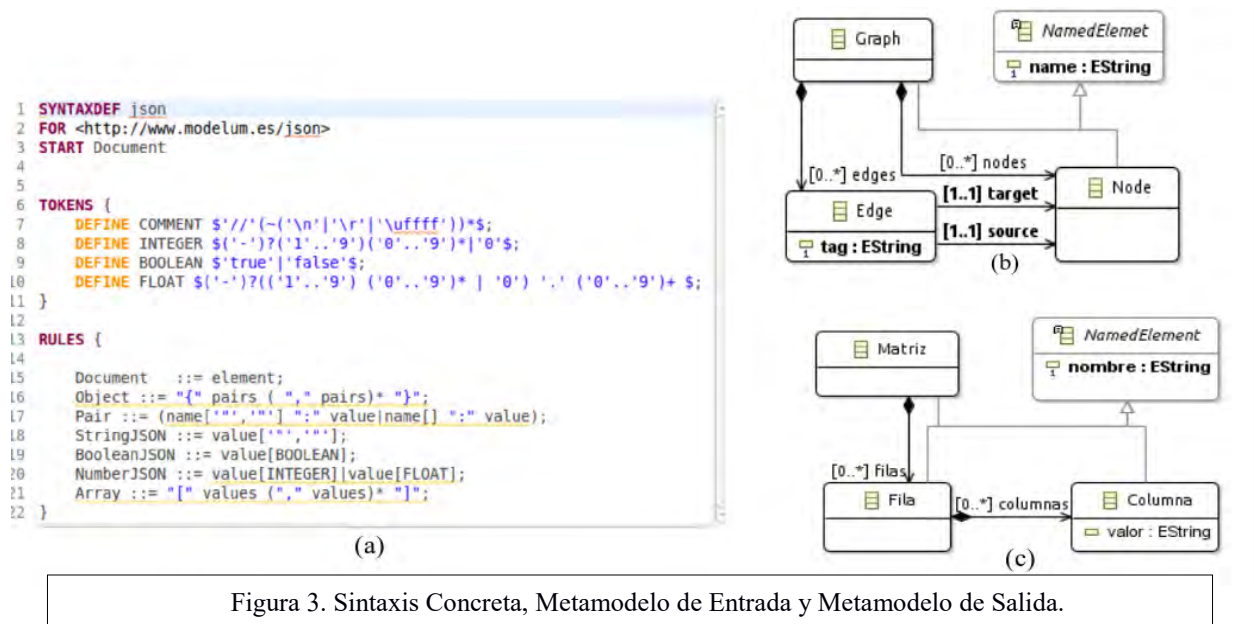 1 SYNTAXDEF json
2 FOR <http://www.modelum.es/json>
3 START Document
4
5
6 TOKENS {
7 DEFINE COMMENT $'//'(~('\n'|'\r'|'\uffff'))*$;
8 DEFINE INTEGER $('-')?('1'..'9')('0'..'9')*|'0'$;
9 DEFINE BOOLEAN $'true'|'false'$;
10 DEFINE FLOAT $('-')?(('1'..'9') ('0'..'9')* | '0') '.' ('0'..'9')+ $;
11 }
12
13 RULES {
14
15 Document ::= element;
16 Object ::= "{" pairs ( "," pairs)* "}";
17 Pair ::= (name['"','"'] ":" value|name[] ":" value);
18 StringJSON ::= value['"','"'];
19 BooleanJSON ::= value[BOOLEAN];
20 NumberJSON ::= value[INTEGER]|value[FLOAT];
21 Array ::= "[" values ("," values)* "]";
22 }
(a)
Graph
NamedElemet
1 name : EString
[0..*] edges
[0..*] nodes
[1..1] target
Node
Edge
1 tag : EString
[1..1] source
(b)
Matriz
NamedElement
1 nombre : EString
[0..*] filas
Fila
[0..*] columnas
Columna
valor : EString
(c)
Figura 3. Sintaxis Concreta, Metamodelo de Entrada y Metamodelo de Salida.